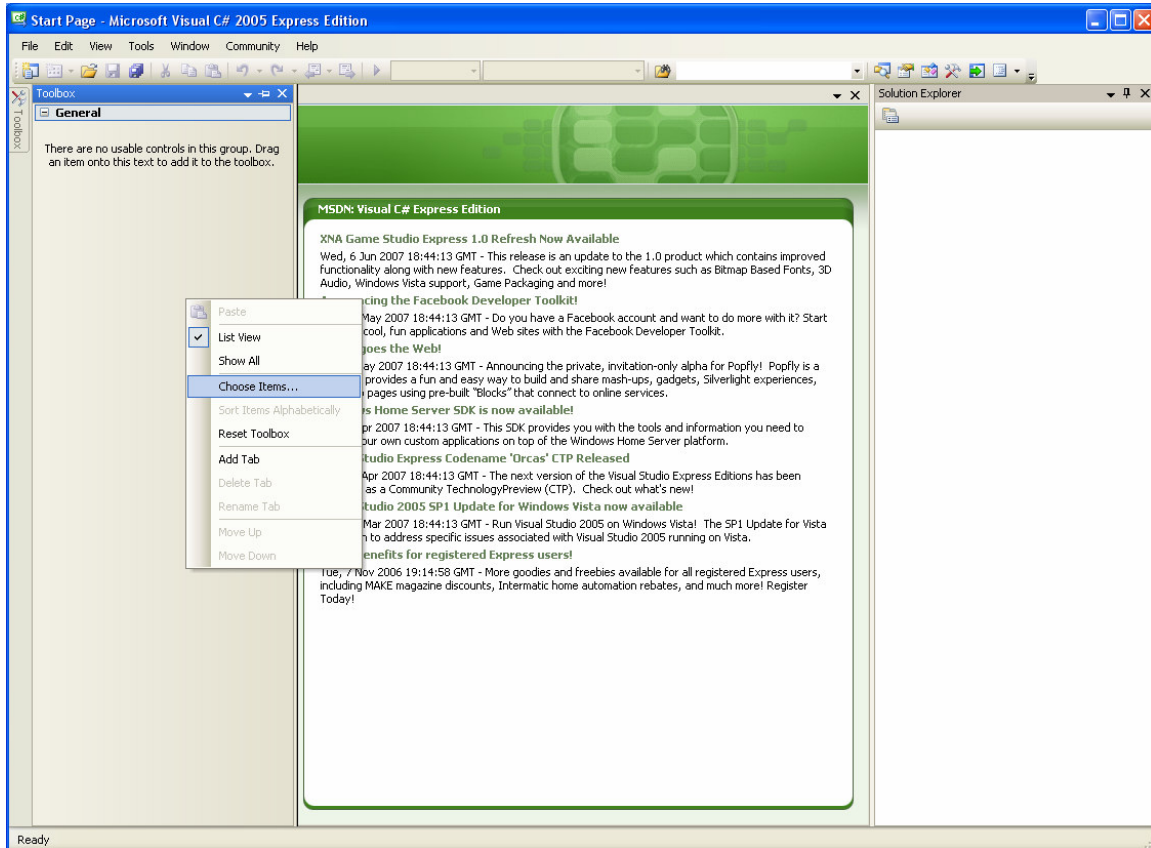 Start Page - Microsoft Visual C# 2005 Express Edition
File Edit View Tools Window Community Help
Toolbox
Toolbox
General
There are no usable controls in this group. Drag
an item onto this text to add it to the toolbox.
Solution Explorer
MSDN: Visual C# Express Edition
XNA Game Studio Express 1.0 Refresh Now Available
Wed, 6 Jun 2007 18:44:13 GMT - This release is an update to the 1.0 product which contains improved
functionality along with new features. Check out exciting new features such as Bitmap Based Fonts, 3D
Audio, Windows Vista support, Game Packaging and more!
cing the Facebook Developer Toolkit!
May 2007 18:44:13 GMT - Do you have a Facebook account and want to do more with it? Start
cool, fun applications and Web sites with the Facebook Developer Toolkit.
goes the Web!
ay 2007 18:44:13 GMT - Announcing the private, invitation-only alpha for Popfly! Popfly is a
provides a fun and easy way to build and share mash-ups, gadgets, Silverlight experiences,
pages using pre-built "Blocks" that connect to online services.
s Home Server SDK is now available!
pr 2007 18:44:13 GMT - This SDK provides you with the tools and information you need to
ur own custom applications on top of the Windows Home Server platform.
tudio Express Codename 'Orcas' CTP Released
Apr 2007 18:44:13 GMT - The next version of the Visual Studio Express Editions has been
as a Community TechnologyPreview (CTP). Check out what's new!
tudio 2005 SP1 Update for Windows Vista now available
Mar 2007 18:44:13 GMT - Run Visual Studio 2005 on Windows Vista! The SP1 Update for Vista
n to address specific issues associated with Visual Studio 2005 running on Vista.
enefits for registered Express users!
Tue, 7 Nov 2006 19:14:58 GMT - More goodies and freebies available for all registered Express users,
including MAKE magazine discounts, Intermatic home automation rebates, and much more! Register
Today!
Paste
List View
Show All
Choose Items...
Sort Items Alphabetically
Reset Toolbox
Add Tab
Delete Tab
Rename Tab
Move Up
Move Down
Ready